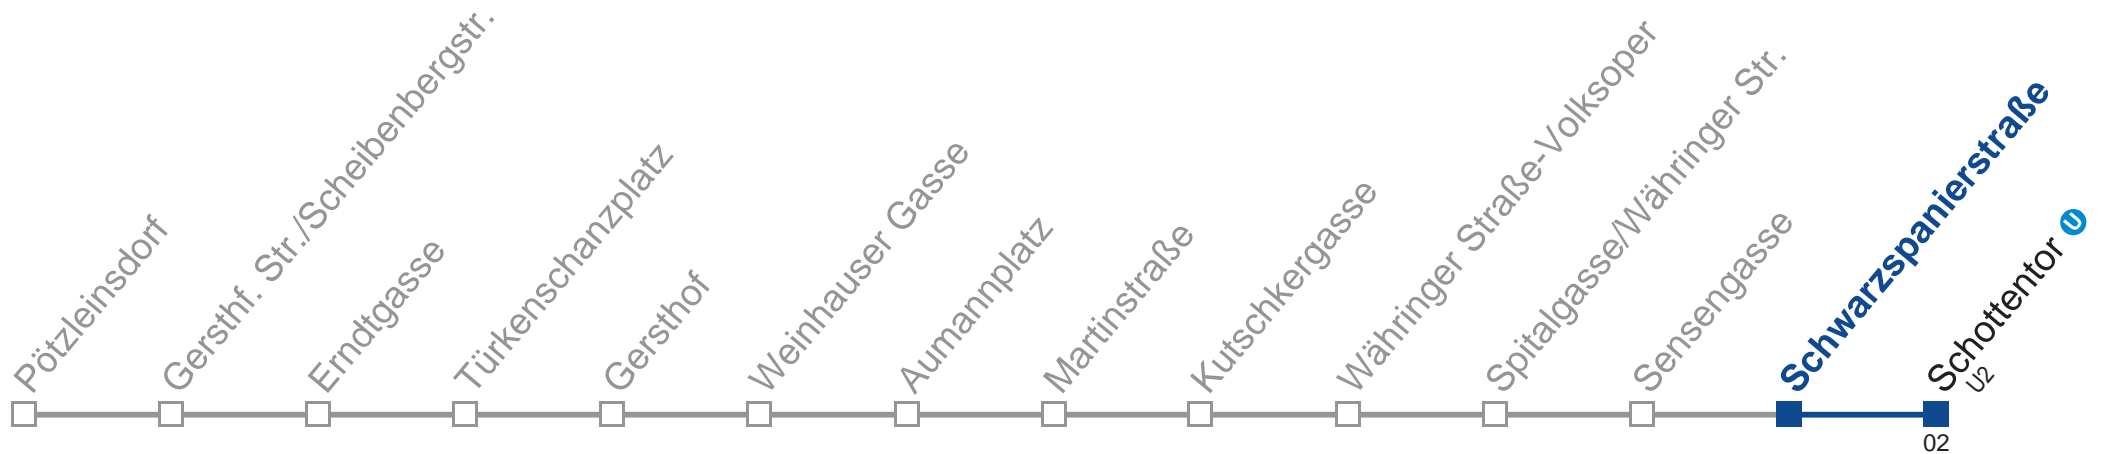 Pötzleinsdorf
Gersthf. Str./Scheibenbergstr.
Erndtgasse
Türkenschanzplatz
Gersthof
Weinhauser Gasse
Aumannplatz
Martinstraße
Kutschkergasse
Währinger Straße-Volksoper
Spitalgasse/Währinger Str.
Sensengasse
Schwarzspanierstraße
Schottentor U
U2
02